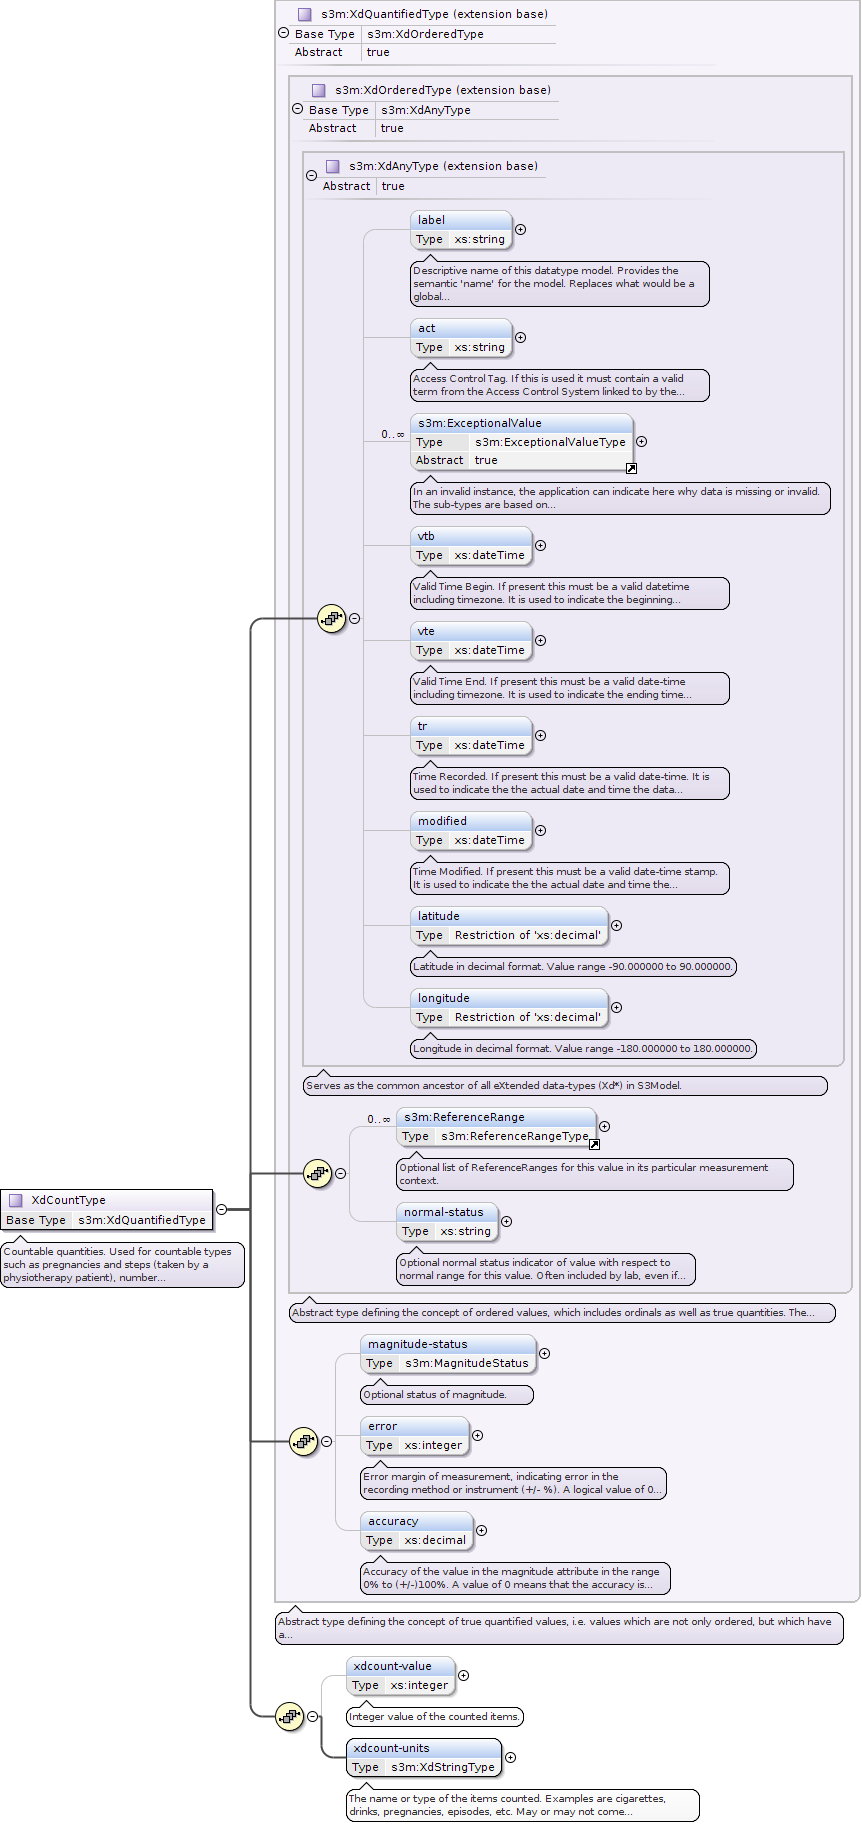 s3m:XdQuantifiedType (extension base)
Base Type s3m:XdOrderedType
Abstract true
s3m:XdOrderedType (extension base)
Base Type s3m:XdAnyType
Abstract true
s3m:XdAnyType (extension base)
Abstract true
label
Type xs:string
Descriptive name of this datatype model. Provides the
semantic 'name' for the model. Replaces what would be a
global...
act
Type xs:string
Access Control Tag. If this is used it must contain a valid
term from the Access Control System linked to by the...
0..∞
s3m:ExceptionalValue
Type s3m:ExceptionalValueType
Abstract true
In an invalid instance, the application can indicate here why data is missing or invalid.
The sub-types are based on...
vtb
Type xs:dateTime
Valid Time Begin. If present this must be a valid datetime
including timezone. It is used to indicate the beginning...
vte
Type xs:dateTime
Valid Time End. If present this must be a valid date-time
including timezone. It is used to indicate the ending time...
tr
Type xs:dateTime
Time Recorded. If present this must be a valid date-time. It is
used to indicate the the actual date and time the data...
modified
Type xs:dateTime
Time Modified. If present this must be a valid date-time stamp.
It is used to indicate the the actual date and time the...
latitude
Type Restriction of 'xs:decimal'
Latitude in decimal format. Value range -90.000000 to 90.000000.
longitude
Type Restriction of 'xs:decimal'
Longitude in decimal format. Value range -180.000000 to 180.000000.
Serves as the common ancestor of all eXtended data-types (Xd*) in S3Model.
0..∞
s3m:ReferenceRange
Type s3m:ReferenceRangeType
Optional list of ReferenceRanges for this value in its particular measurement
context.
normal-status
Type xs:string
Optional normal status indicator of value with respect to
normal range for this value. Often included by lab, even if...
XdCountType
Base Type s3m:XdQuantifiedType
Countable quantities. Used for countable types
such as pregnancies and steps (taken by a
physiotherapy patient), number...
Abstract type defining the concept of ordered values, which includes ordinals as well as true quantities. The...
magnitude-status
Type s3m:MagnitudeStatus
Optional status of magnitude.
error
Type xs:integer
Error margin of measurement, indicating error in the
recording method or instrument (+/- %). A logical value of 0...
accuracy
Type xs:decimal
Accuracy of the value in the magnitude attribute in the range
0% to (+/-)100%. A value of 0 means that the accuracy is...
Abstract type defining the concept of true quantified values, i.e. values which are not only ordered, but which have
a...
xdcount-value
Type xs:integer
Integer value of the counted items.
xdcount-units
Type s3m:XdStringType
The name or type of the items counted. Examples are cigarettes,
drinks, pregnancies, episodes, etc. May or may not come...